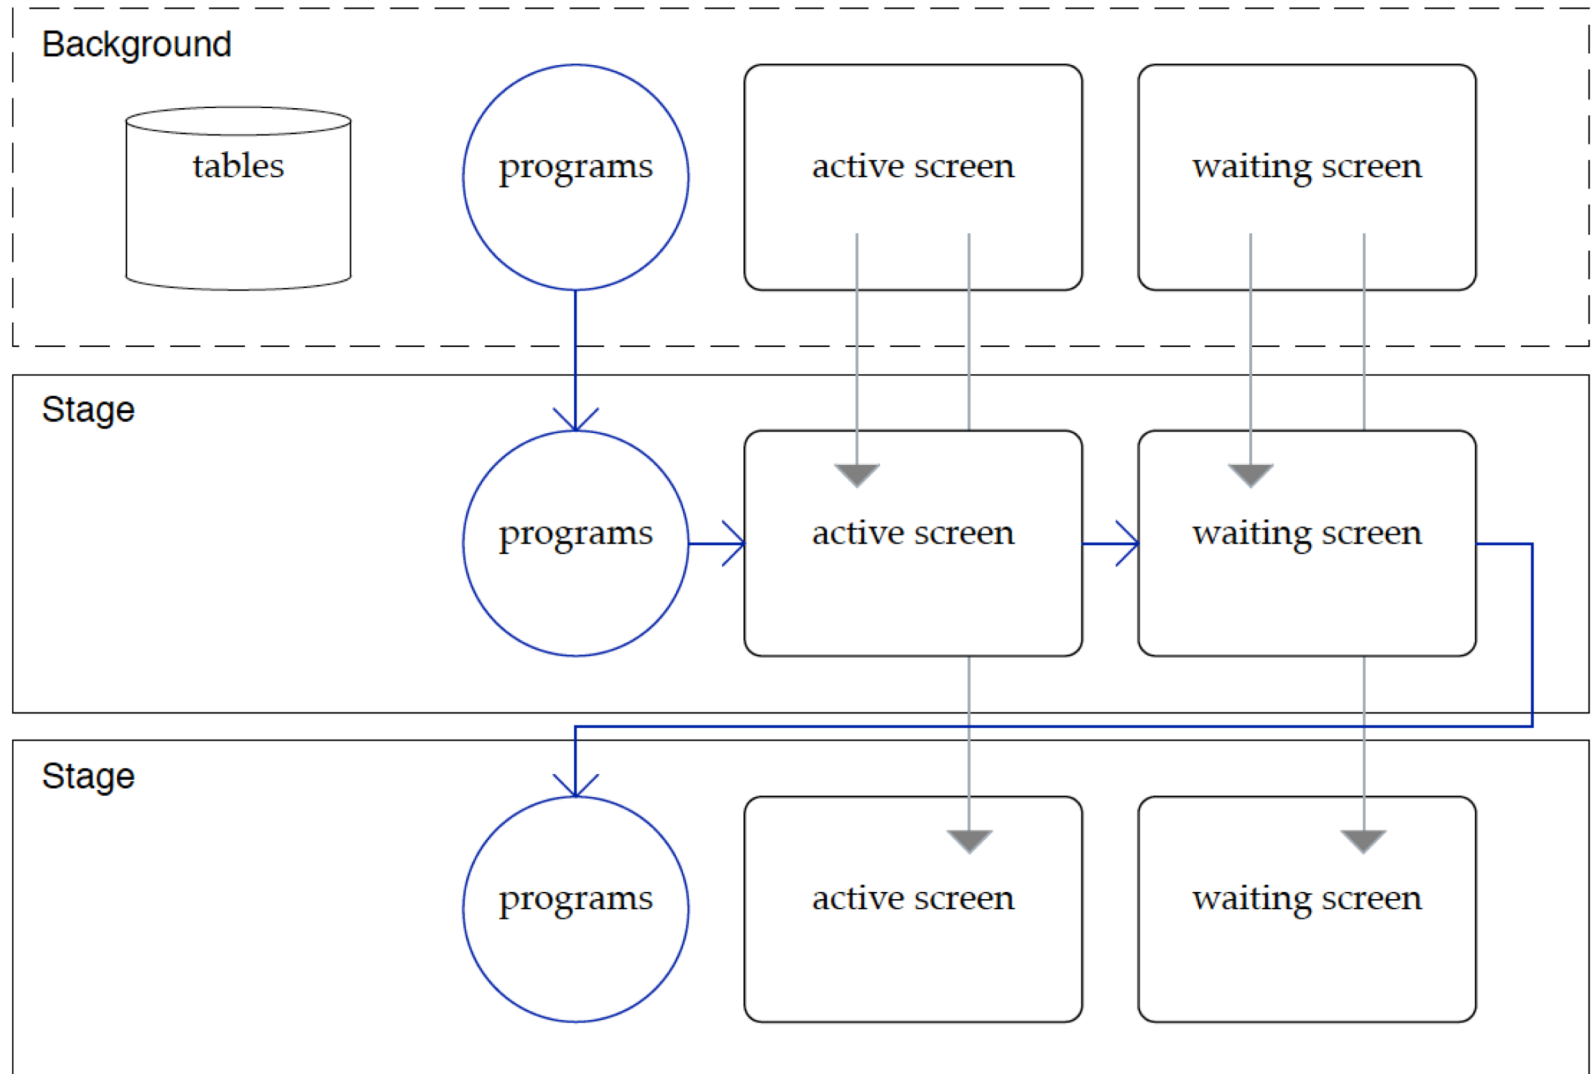 Background
tables
programs
active screen
waiting screen
Stage
programs
active screen
waiting screen
Stage
programs
active screen
waiting screen